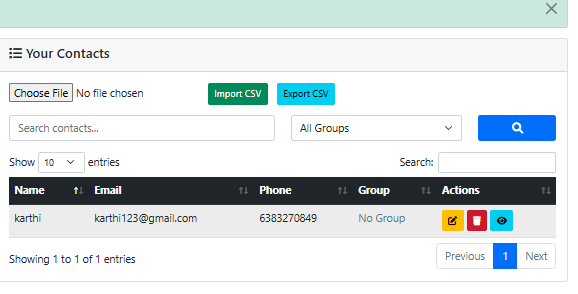 Your Contacts
Choose File No file chosen Import CSV Export CSV
Search contacts... All Groups
Show 10 entries Search:
Name Email Phone Group Actions
karthi karthi123@gmail.com 6383270849 No Group
Showing 1 to 1 of 1 entries Previous 1 Next